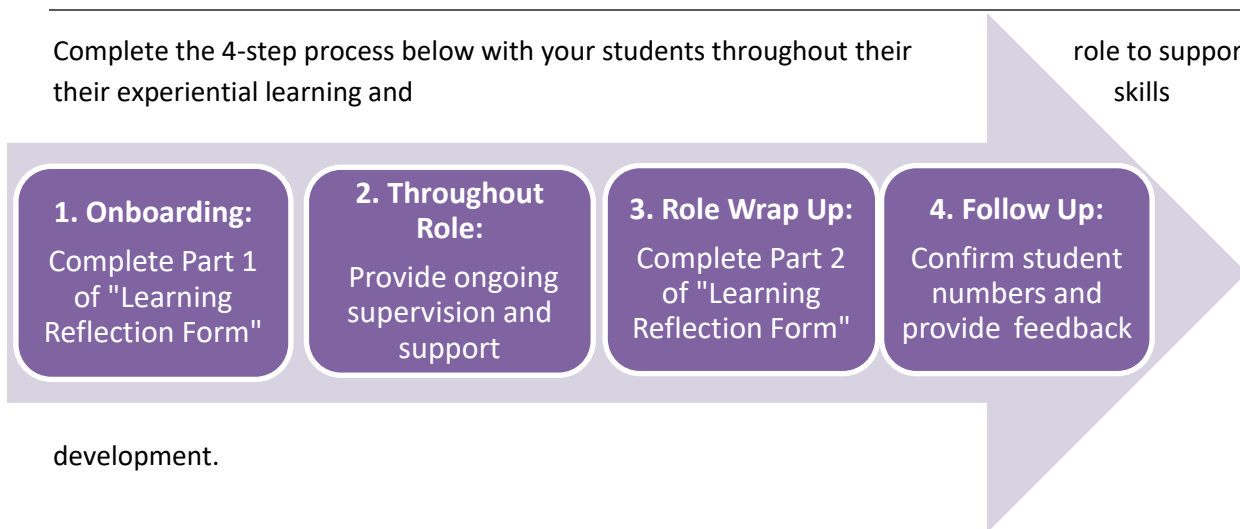 Complete the 4-step process below with your students throughout their role to suppor
their experiential learning and skills
1. Onboarding:
Complete Part 1
of "Learning
Reflection Form"
2. Throughout
Role:
Provide ongoing
supervision and
support
3. Role Wrap Up:
Complete Part 2
of "Learning
Reflection Form"
4. Follow Up:
Confirm student
numbers and
provide feedback
development.